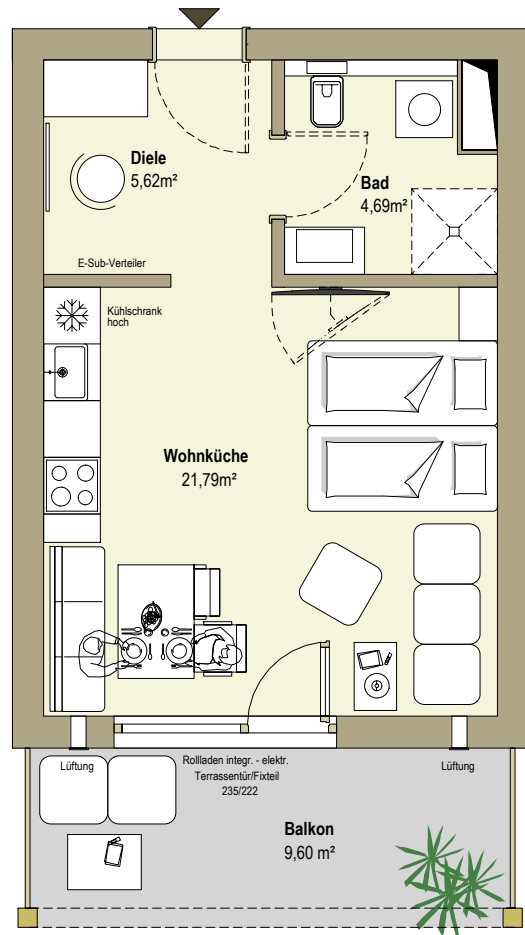 Diele
5,62m²
Bad
4,69m²
E-Sub-Verteiler
Kühlschrank
hoch
Wohnküche
21,79m²
Lüftung
Rollladen integr. - elektr.
Terrassentür/Fixteil
235/222
Lüftung
Balkon
9,60 m²